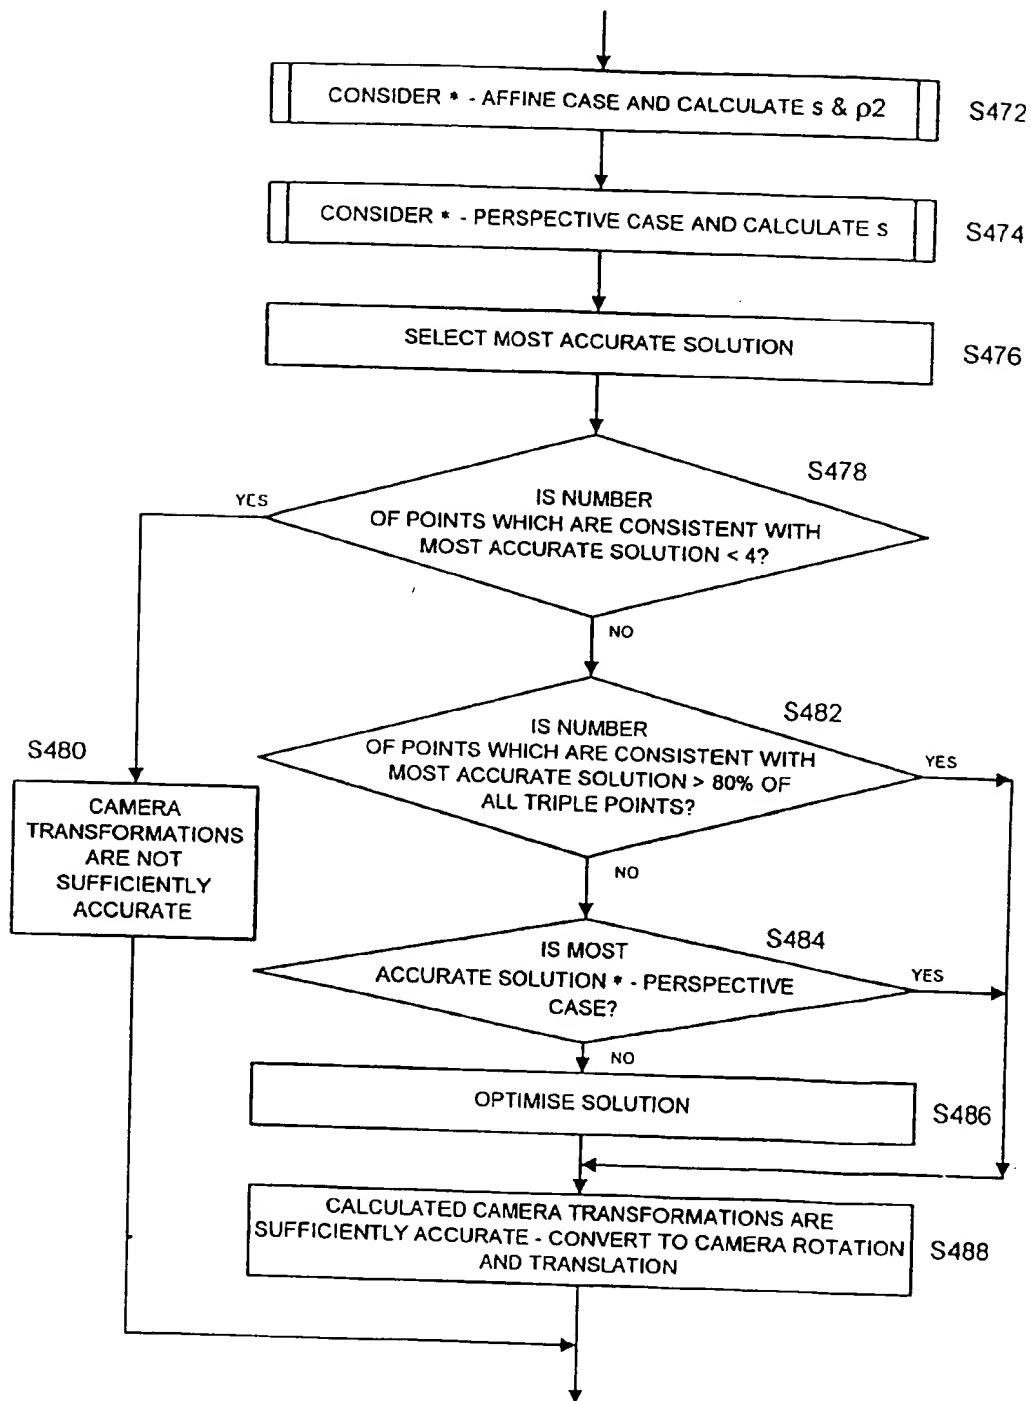 CONSIDER * - AFFINE CASE AND CALCULATE s & ρ2
S472
CONSIDER * - PERSPECTIVE CASE AND CALCULATE s
S474
SELECT MOST ACCURATE SOLUTION
S476
S478
YES
IS NUMBER
OF POINTS WHICH ARE CONSISTENT WITH
MOST ACCURATE SOLUTION < 4?
NO
S482
IS NUMBER
OF POINTS WHICH ARE CONSISTENT WITH
MOST ACCURATE SOLUTION > 80% OF
ALL TRIPLE POINTS?
YES
S480
CAMERA
TRANSFORMATIONS
ARE NOT
SUFFICIENTLY
ACCURATE
NO
S484
IS MOST
ACCURATE SOLUTION * - PERSPECTIVE
CASE?
YES
NO
OPTIMISE SOLUTION
S486
CALCULATED CAMERA TRANSFORMATIONS ARE
SUFFICIENTLY ACCURATE - CONVERT TO CAMERA ROTATION
AND TRANSLATION
S488